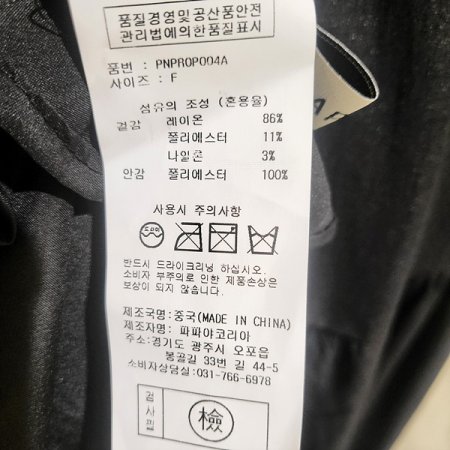 품질경영및공산품안전
관리법에의한품질표시
품번 : PNPROP004A
사이즈 : F
섬유의 조성 (혼용율)
겉감 레이온 86%
폴리에스터 11%
나일론 3%
안감 폴리에스터 100%
사용시 주의사항
반드시 드라이크리닝 하십시오.
소비자 부주의로 인한 제품손상은
보상이 되지 않습니다.
제조국명:중국(MADE IN CHINA)
제조자명: 파파야코리아
주소:경기도 광주시 오포읍
봉골길 33번 길 44-5
소비자상담실:031-766-6978
검사필 檢